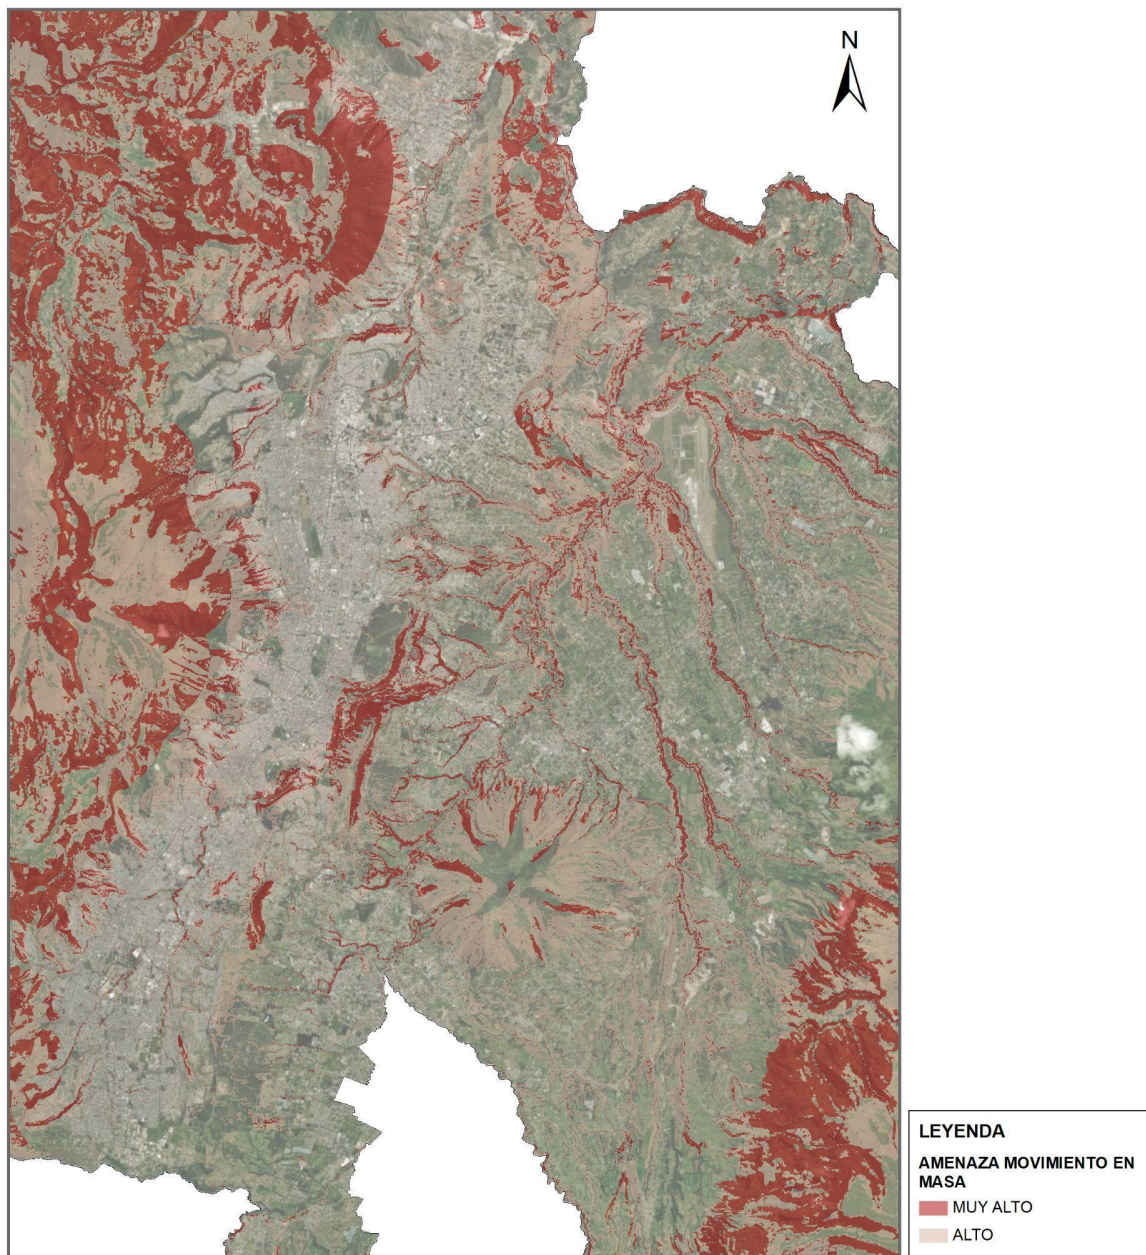 N
LEYENDA
AMENAZA MOVIMIENTO EN
MASA
MUY ALTO
ALTO